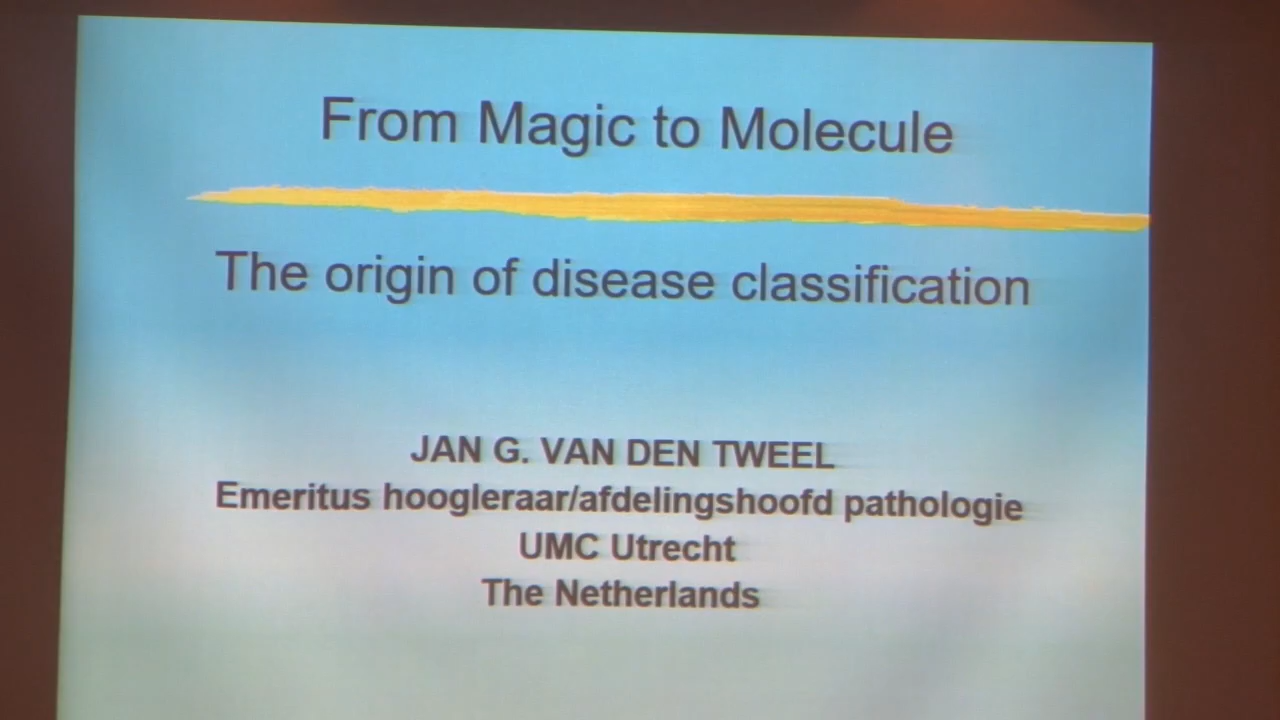 From Magic to Molecule
The origin of disease classification
JAN G. VAN DEN TWEEL
Emeritus hoogleraar/afdelingshoofd pathologie
UMC Utrecht
The Netherlands